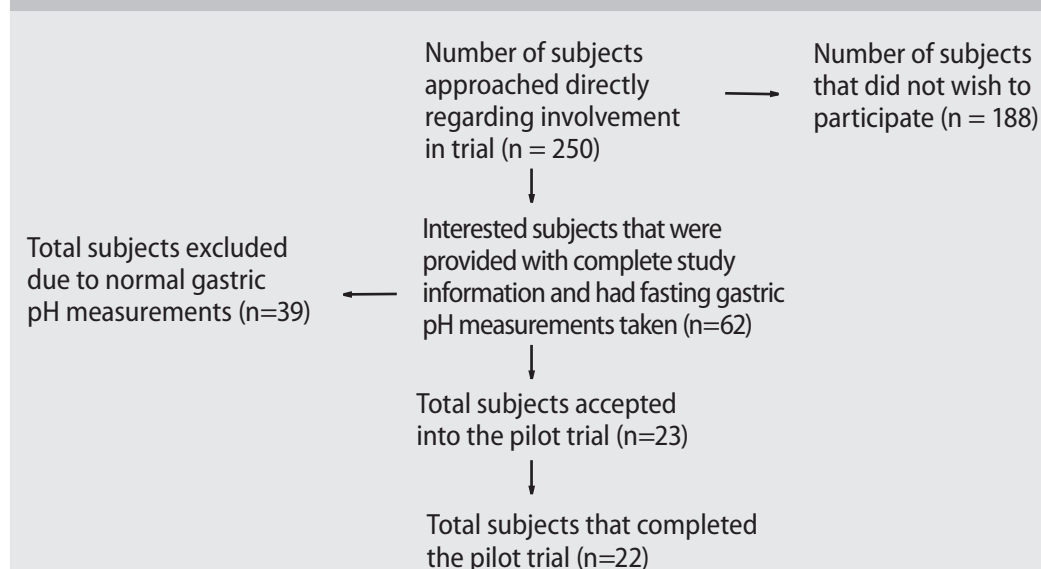 Number of subjects
approached directly
regarding involvement
in trial (n = 250)
Number of subjects
that did not wish to
participate (n = 188)
Interested subjects that were
provided with complete study
information and had fasting gastric
pH measurements taken (n=62)
Total subjects excluded
due to normal gastric
pH measurements (n=39)
Total subjects accepted
into the pilot trial (n=23)
Total subjects that completed
the pilot trial (n=22)